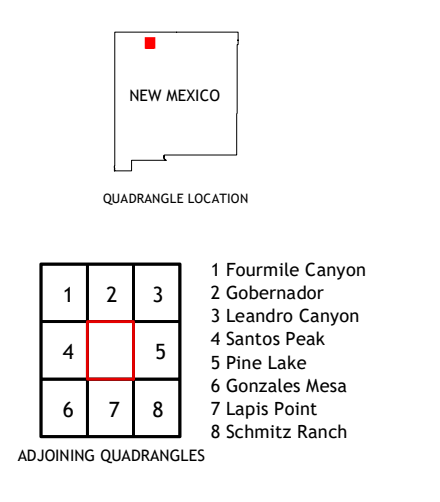 NEW MEXICO
QUADRANGLE LOCATION
1 2 3
4 5
6 7 8
ADJOINING QUADRANGLES
1 Fourmile Canyon
2 Gobernador
3 Leandro Canyon
4 Santos Peak
5 Pine Lake
6 Gonzales Mesa
7 Lapis Point
8 Schmitz Ranch